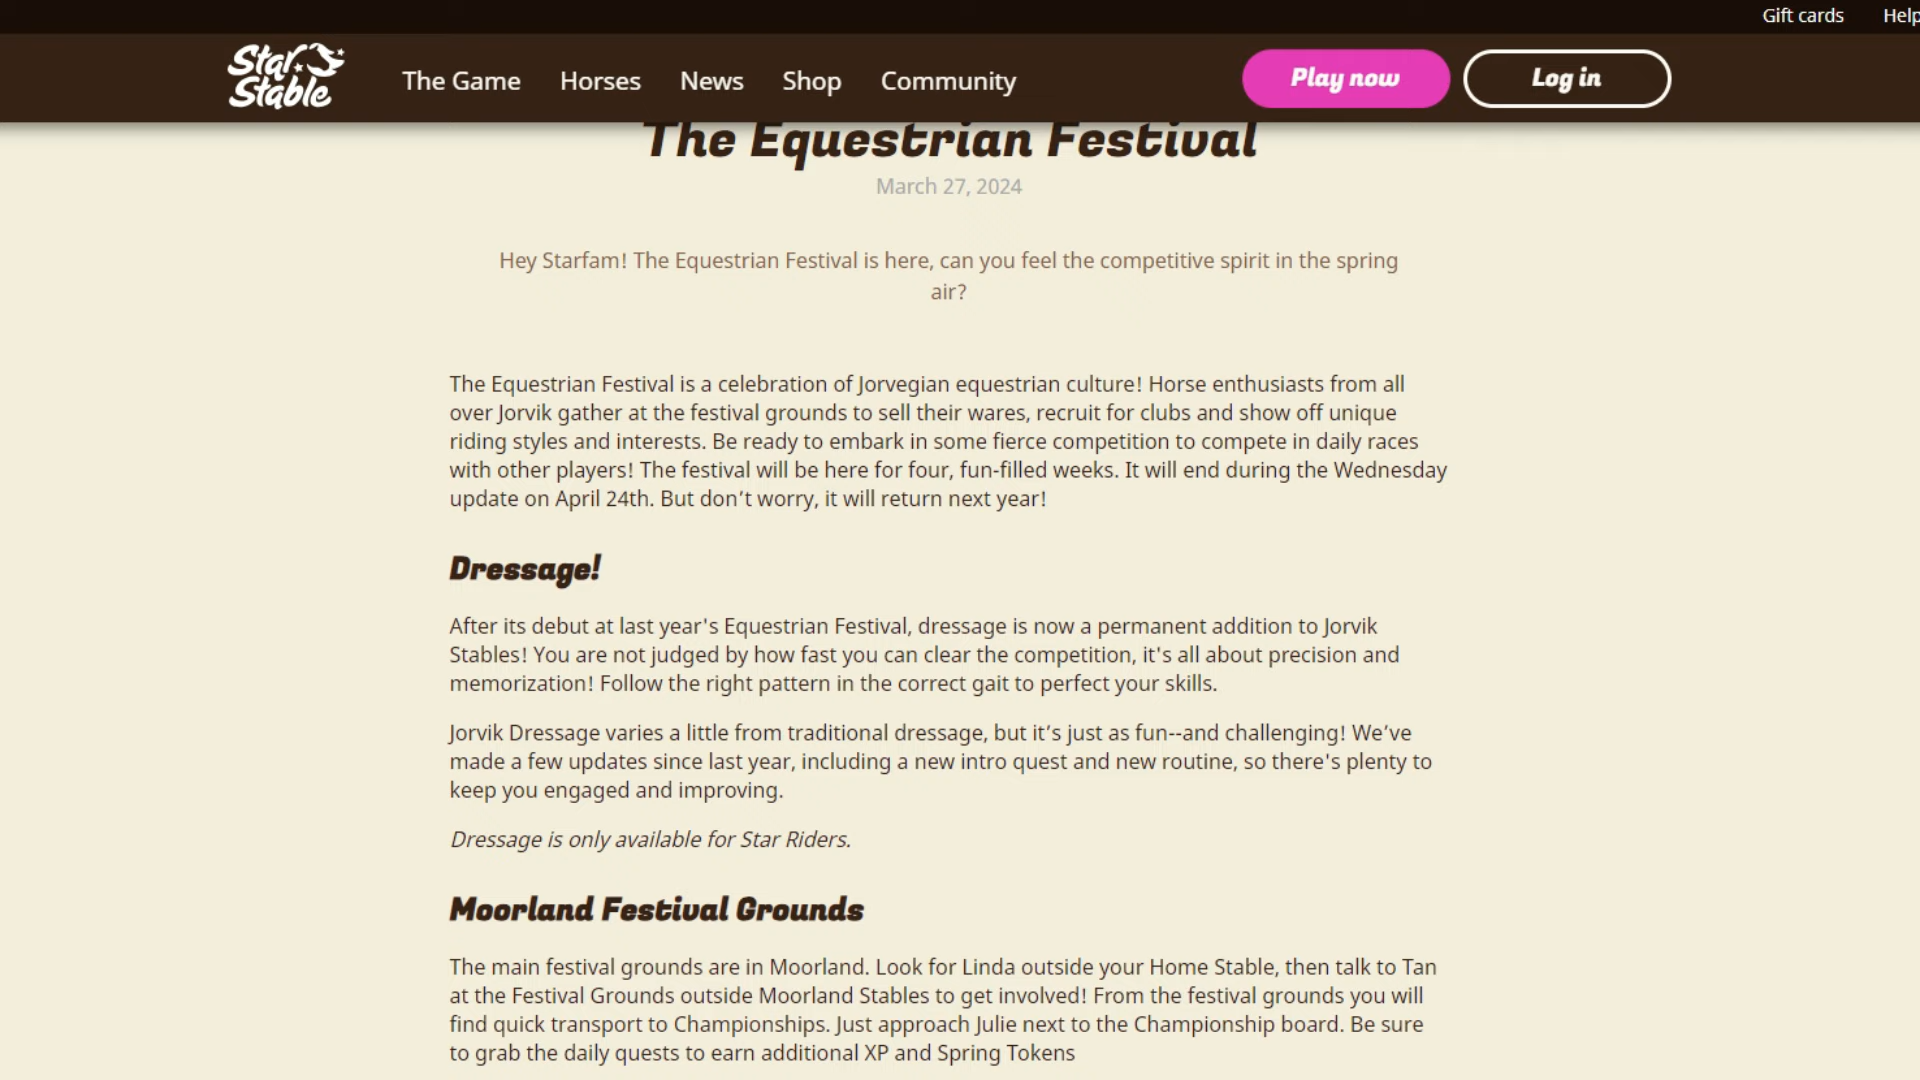 Gift cards Help
Star Stable
The Game Horses News Shop Community Play now Log in
The Equestrian Festival
March 27, 2024
Hey Starfam! The Equestrian Festival is here, can you feel the competitive spirit in the spring
air?
The Equestrian Festival is a celebration of Jorvegian equestrian culture! Horse enthusiasts from all
over Jorvik gather at the festival grounds to sell their wares, recruit for clubs and show off unique
riding styles and interests. Be ready to embark in some fierce competition to compete in daily races
with other players! The festival will be here for four, fun-filled weeks. It will end during the Wednesday
update on April 24th. But don’t worry, it will return next year!
Dressage!
After its debut at last year's Equestrian Festival, dressage is now a permanent addition to Jorvik
Stables! You are not judged by how fast you can clear the competition, it's all about precision and
memorization! Follow the right pattern in the correct gait to perfect your skills.
Jorvik Dressage varies a little from traditional dressage, but it’s just as fun--and challenging! We’ve
made a few updates since last year, including a new intro quest and new routine, so there's plenty to
keep you engaged and improving.
Dressage is only available for Star Riders.
Moorland Festival Grounds
The main festival grounds are in Moorland. Look for Linda outside your Home Stable, then talk to Tan
at the Festival Grounds outside Moorland Stables to get involved! From the festival grounds you will
find quick transport to Championships. Just approach Julie next to the Championship board. Be sure
to grab the daily quests to earn additional XP and Spring Tokens